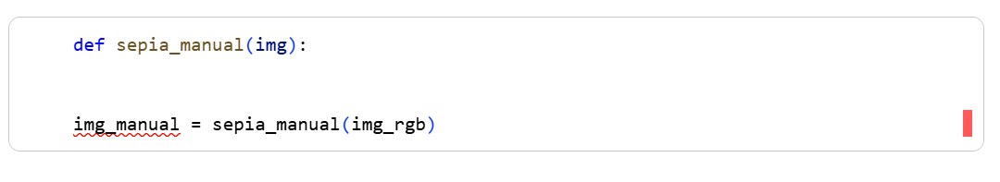 def sepia_manual(img):
img_manual = sepia_manual(img_rgb)